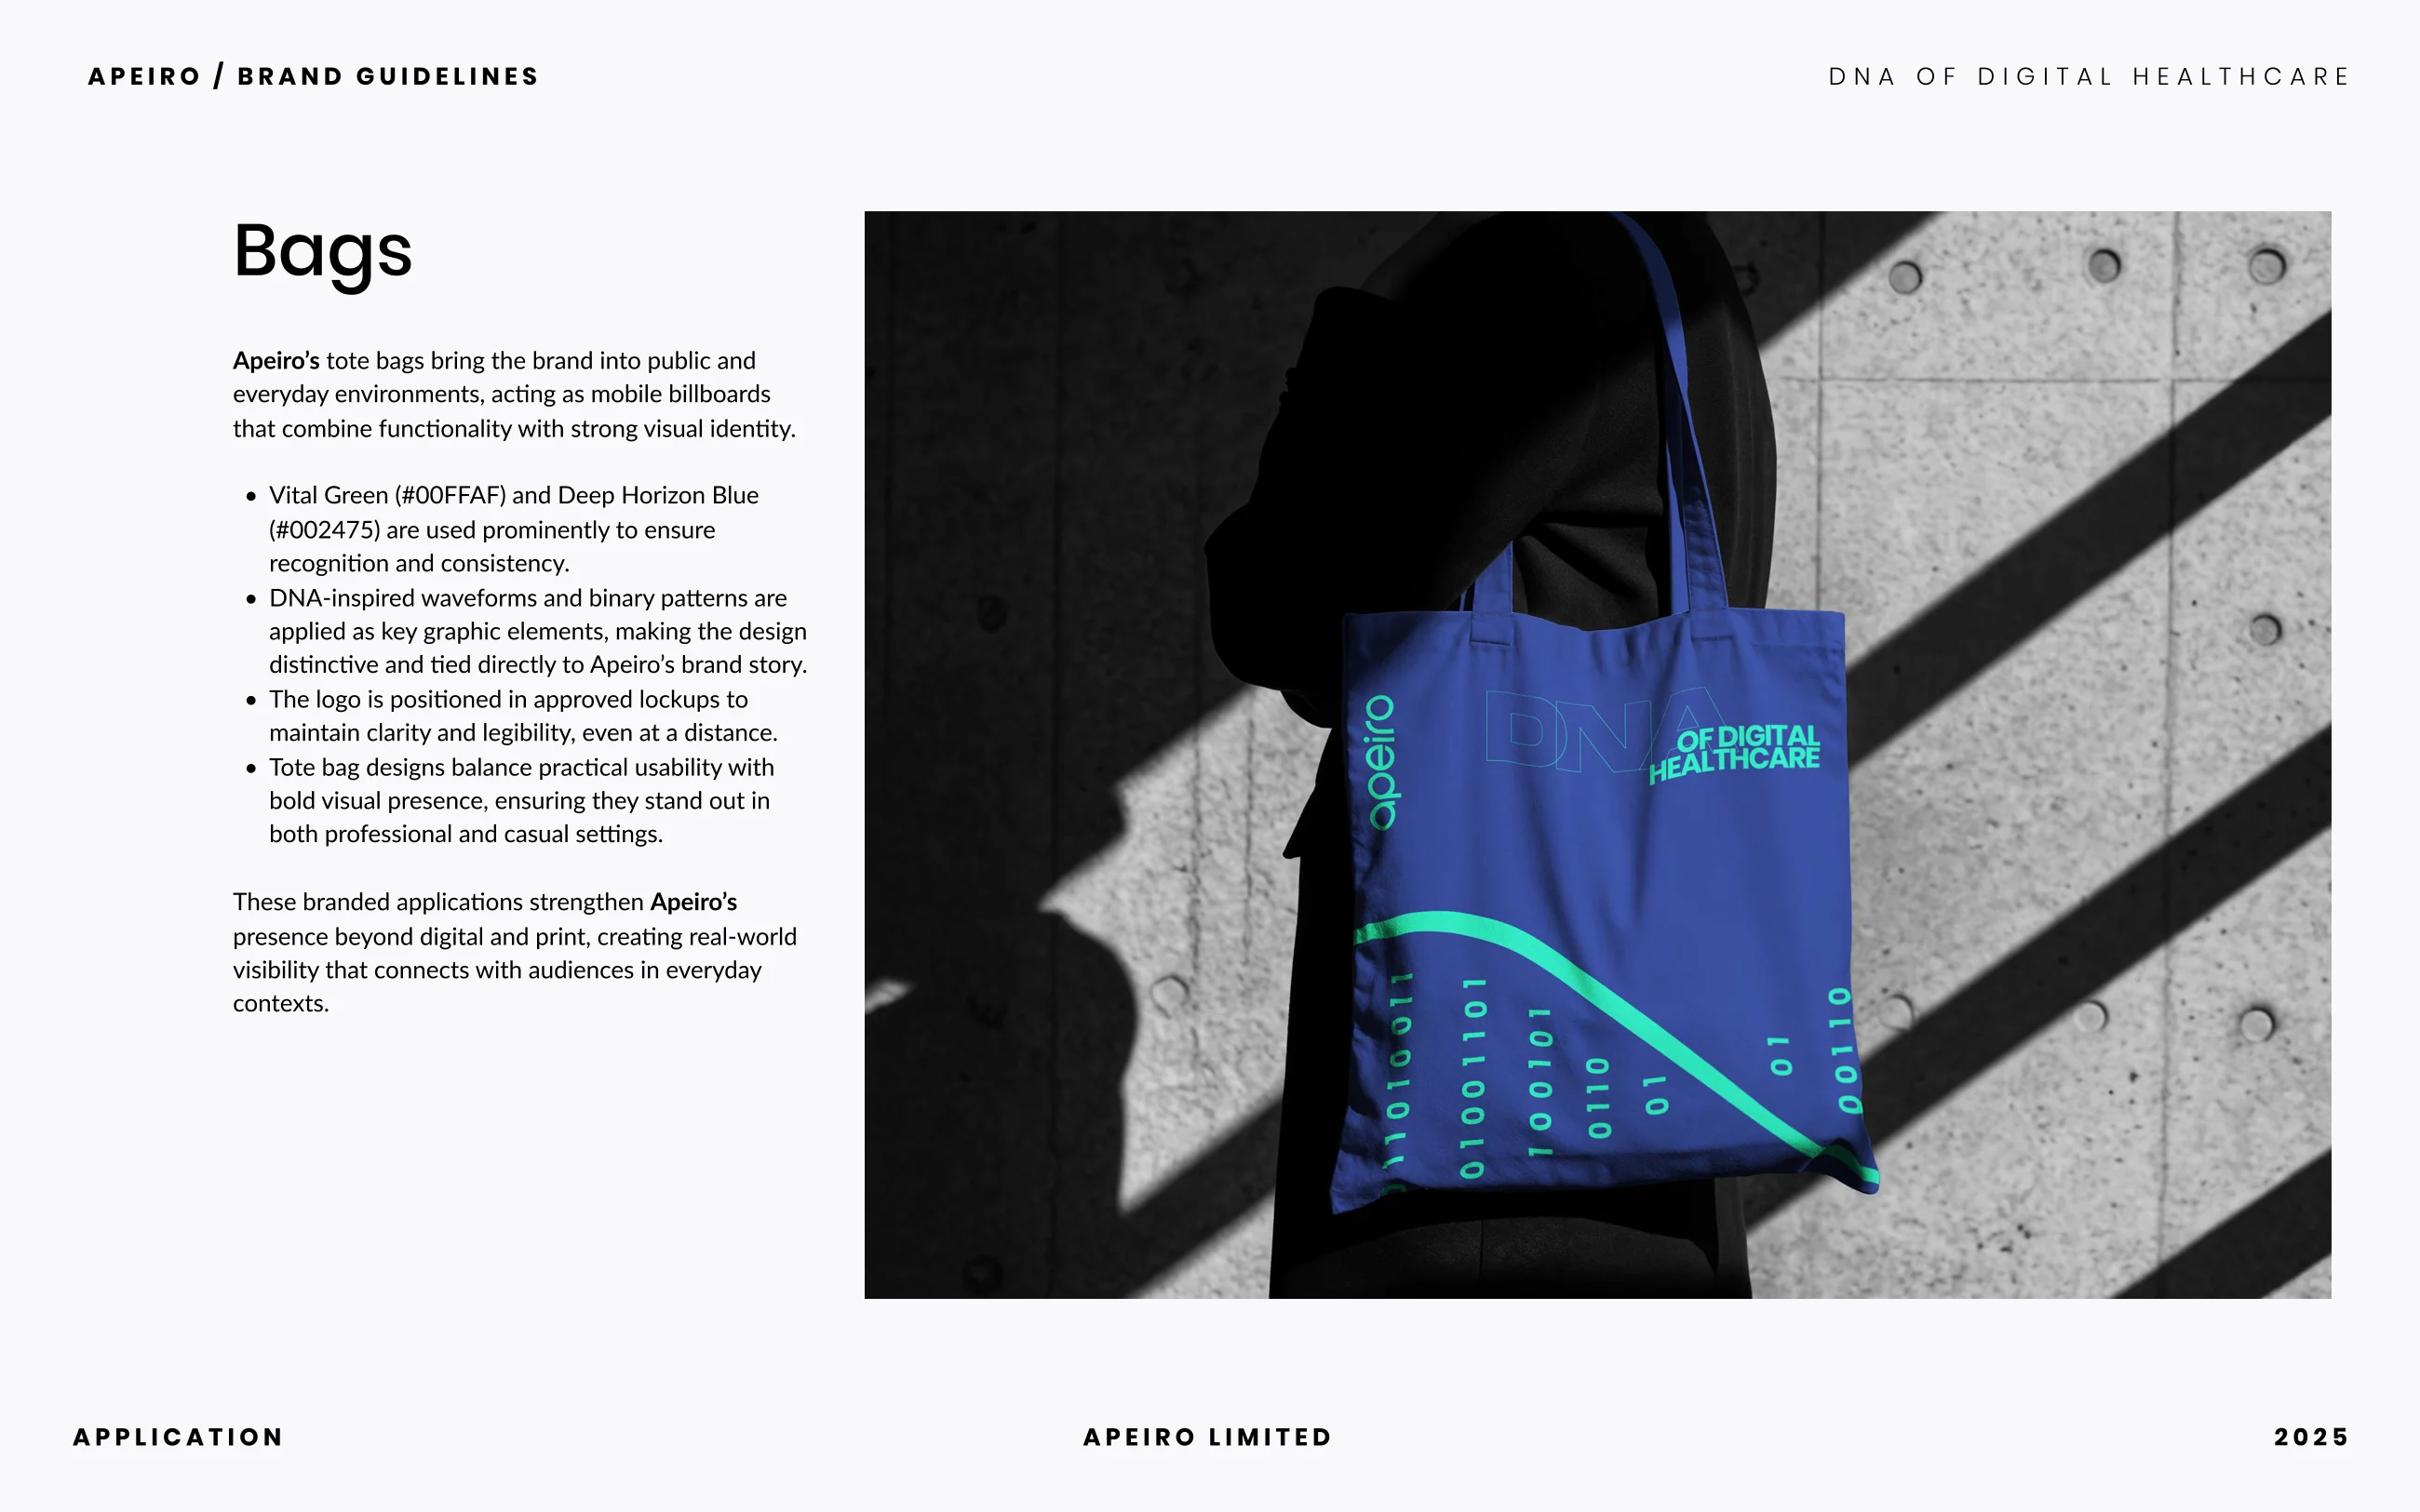 APEIRO / BRAND GUIDELINES
DNA OF DIGITAL HEALTHCARE
Bags
Apeiro’s tote bags bring the brand into public and
everyday environments, acting as mobile billboards
that combine functionality with strong visual identity.
• Vital Green (#00FFAF) and Deep Horizon Blue
(#002475) are used prominently to ensure
recognition and consistency.
• DNA-inspired waveforms and binary patterns are
applied as key graphic elements, making the design
distinctive and tied directly to Apeiro’s brand story.
• The logo is positioned in approved lockups to
maintain clarity and legibility, even at a distance.
• Tote bag designs balance practical usability with
bold visual presence, ensuring they stand out in
both professional and casual settings.
These branded applications strengthen Apeiro’s
presence beyond digital and print, creating real-world
visibility that connects with audiences in everyday
contexts.
apeiro
DNA
OF DIGITAL
HEALTHCARE
01001101
100101
0110
01
01
00110
APPLICATION
APEIRO LIMITED
2025